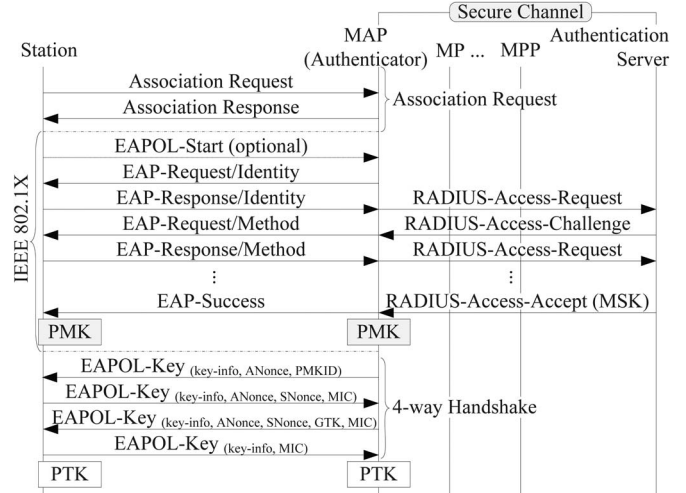 Secure Channel
Station
MAP
(Authenticator)
MP ...
MPP
Authentication
Server
Association Request
Association Response
Association Request
IEEE 802.1X
EAPOL-Start (optional)
EAP-Request/Identity
EAP-Response/Identity
RADIUS-Access-Request
EAP-Request/Method
RADIUS-Access-Challenge
EAP-Response/Method
RADIUS-Access-Request
...
...
EAP-Success
RADIUS-Access-Accept (MSK)
PMK
PMK
EAPOL-Key (key-info, ANonce, PMKID)
EAPOL-Key (key-info, ANonce, SNonce, MIC)
EAPOL-Key (key-info, ANonce, SNonce, GTK, MIC)
EAPOL-Key (key-info, MIC)
4-way Handshake
PTK
PTK